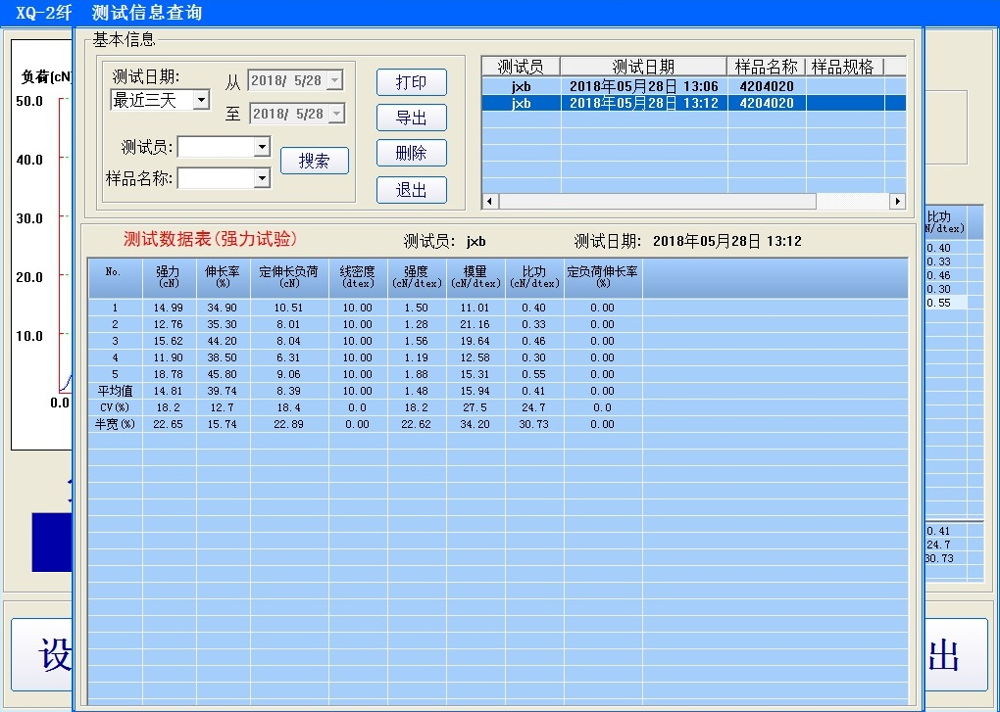 XQ-2纤 测试信息查询
基本信息
负荷(cN
50.0
40.0
30.0
20.0
10.0
0.0
测试日期:
最近三天
从 2018/ 5/28
至 2018/ 5/28
测试员:
样品名称:
搜索
打印
导出
删除
退出
测试员 测试日期 样品名称 样品规格
jxb 2018年05月28日 13:06 4204020
jxb 2018年05月28日 13:12 4204020
测试数据表(强力试验) 测试员: jxb 测试日期: 2018年05月28日 13:12
No. 强力 伸长率 定伸长负荷 线密度 强度 模量 比功 定负荷伸长率
(cN) (%) (cN) (dtex) (cN/dtex) (cN/dtex) (cN/dtex) (%)
1 14.99 34.90 10.51 10.00 1.50 11.01 0.40 0.00
2 12.76 35.30 8.01 10.00 1.28 21.16 0.33 0.00
3 15.62 44.20 8.04 10.00 1.56 19.64 0.46 0.00
4 11.90 38.50 6.31 10.00 1.19 12.58 0.30 0.00
5 18.78 45.80 9.06 10.00 1.88 15.31 0.55 0.00
平均值 14.81 39.74 8.39 10.00 1.48 15.94 0.41 0.00
CV(%) 18.2 12.7 18.4 0.0 18.2 27.5 24.7 0.0
半宽(%) 22.65 15.74 22.89 0.00 22.62 34.20 30.73 0.00
比功
N/dtex)
0.40
0.33
0.46
0.30
0.55
0.41
24.7
30.73
设
出